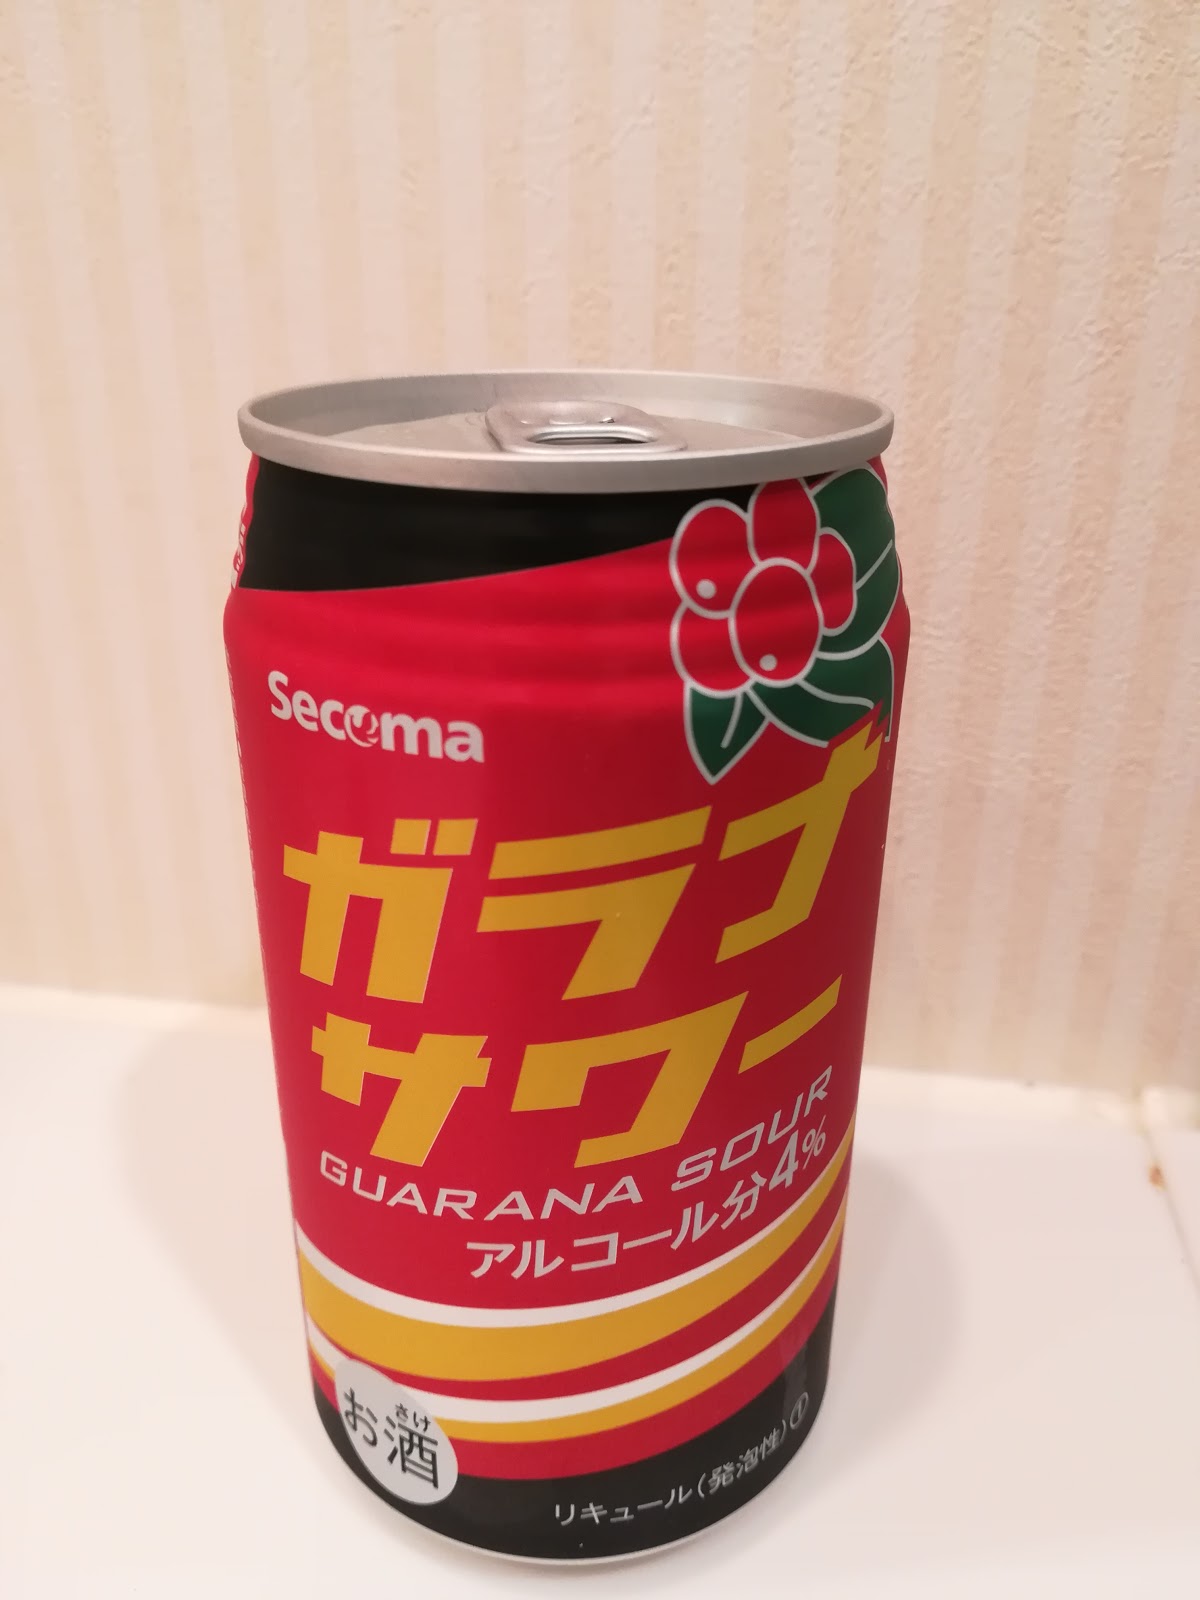 Secoma
ガラナ
サワー
GUARANA SOUR
アルコール分4%
さけ
お酒
リキュール(発泡性)①